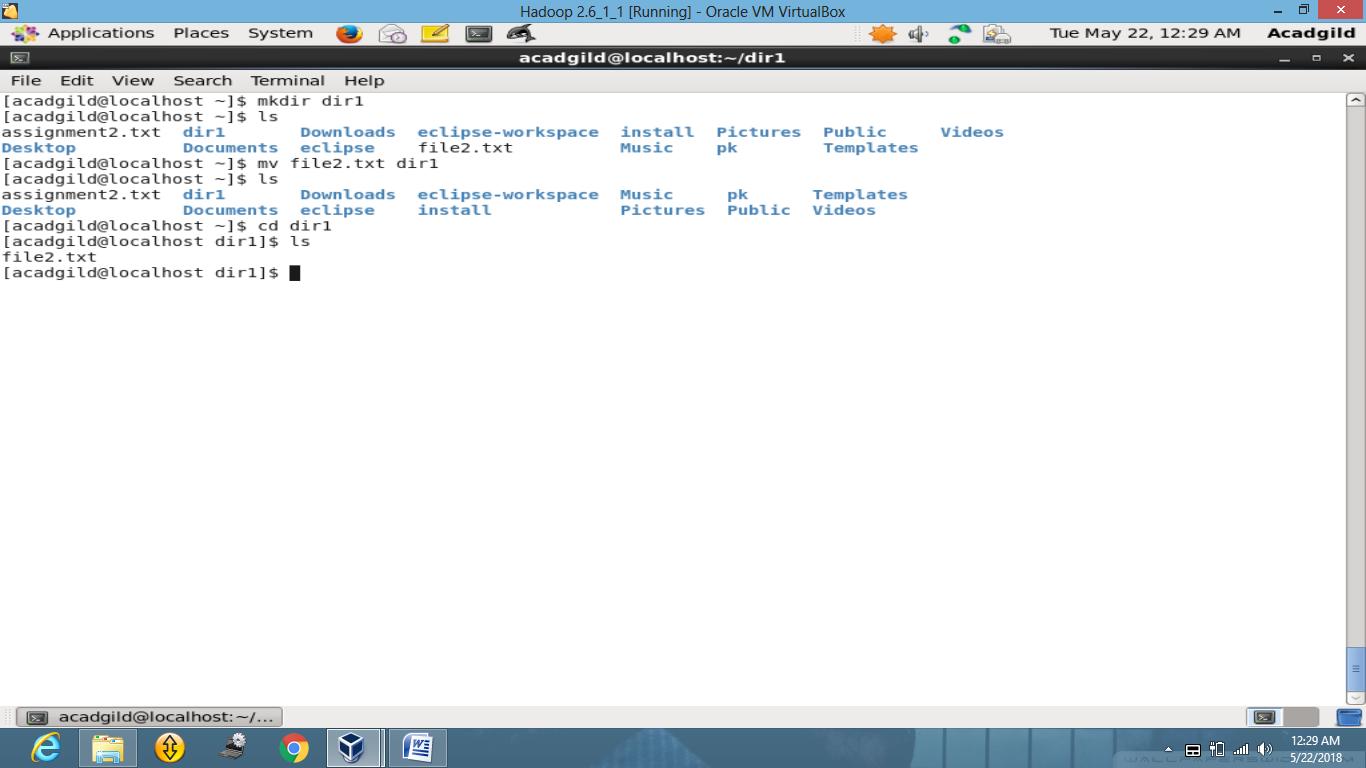 Hadoop 2.6_1_1 [Running] - Oracle VM VirtualBox
Applications Places System Tue May 22, 12:29 AM Acadgild
acadgild@localhost:~/dir1
File Edit View Search Terminal Help
[acadgild@localhost ~]$ mkdir dir1
[acadgild@localhost ~]$ ls
assignment2.txt dir1 Downloads eclipse-workspace install Pictures Public Videos
Desktop Documents eclipse file2.txt Music pk Templates
[acadgild@localhost ~]$ mv file2.txt dir1
[acadgild@localhost ~]$ ls
assignment2.txt dir1 Downloads eclipse-workspace Music pk Templates
Desktop Documents eclipse install Pictures Public Videos
[acadgild@localhost ~]$ cd dir1
[acadgild@localhost dir1]$ ls
file2.txt
[acadgild@localhost dir1]$
acadgild@localhost:~/...
12:29 AM
5/22/2018